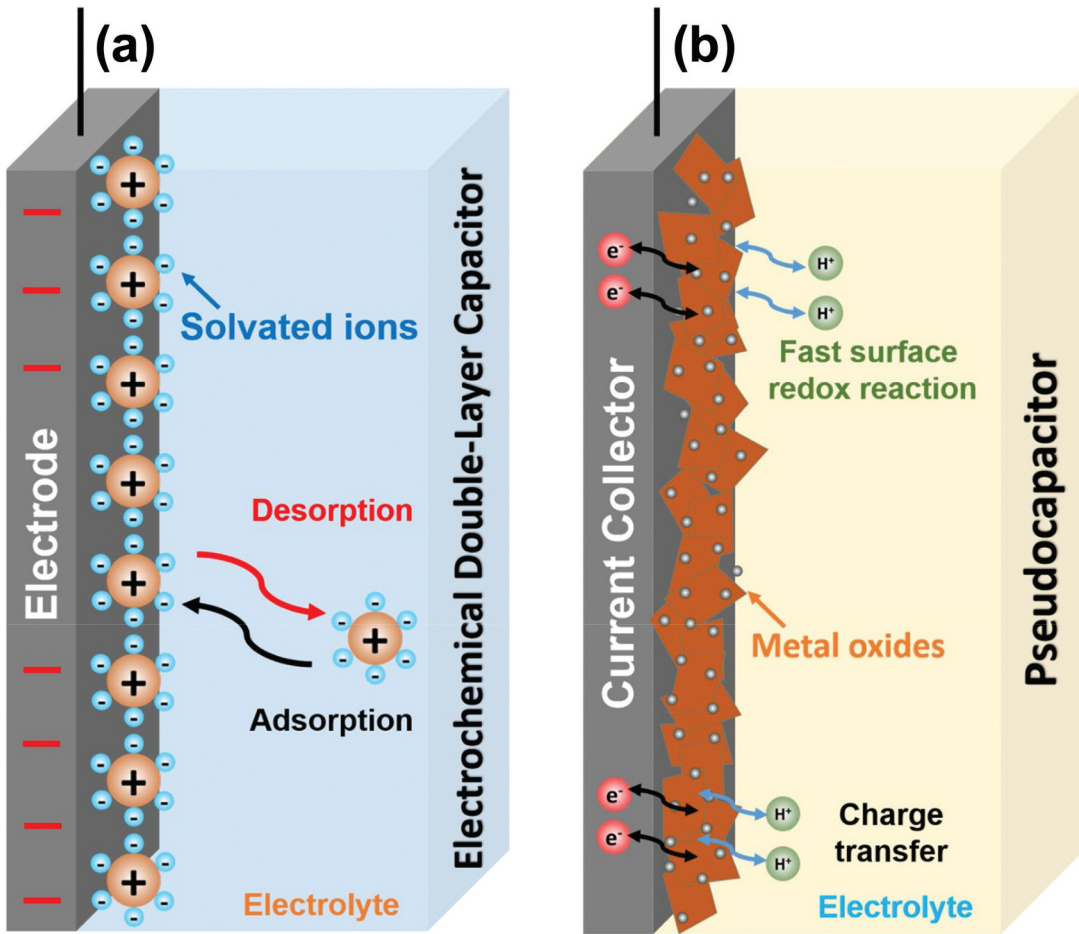 (a)
Electrode
Solvated ions
Desorption
Adsorption
Electrolyte
Electrochemical Double-Layer Capacitor
+
+
+
+
+
+
+
+
+
(b)
Current Collector
e⁻
e⁻
H⁺
H⁺
Fast surface
redox reaction
Metal oxides
e⁻
e⁻
H⁺
H⁺
Charge
transfer
Electrolyte
Pseudocapacitor